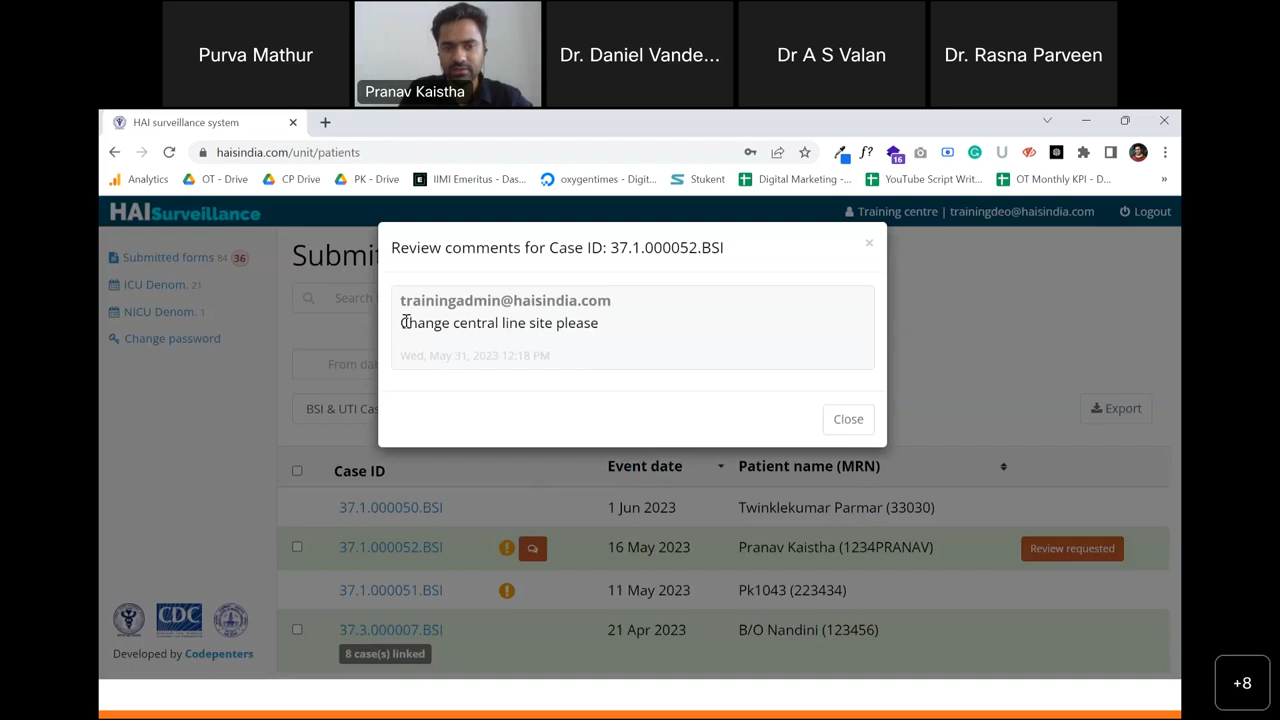 Purva Mathur
Pranav Kaistha
Dr. Daniel Vande...
Dr A S Valan
Dr. Rasna Parveen
HAI surveillance system
haisindia.com/unit/patients
f?
16
Analytics
OT - Drive
CP Drive
PK - Drive
IIMI Emeritus - Das...
oxygentimes - Digit...
Stukent
Digital Marketing -...
YouTube Script Writ...
OT Monthly KPI - D...
»
HAISurveillance
Training centre | trainingdeo@haisindia.com
Logout
Submitted forms 84 36
ICU Denom. 21
NICU Denom. 1
Change password
Submi
Search
From da
BSI & UTI Cas
Export
Review comments for Case ID: 37.1.000052.BSI
×
trainingadmin@haisindia.com
Change central line site please
Wed, May 31, 2023 12:18 PM
Close
Case ID Event date Patient name (MRN)
37.1.000050.BSI 1 Jun 2023 Twinklekumar Parmar (33030)
37.1.000052.BSI 16 May 2023 Pranav Kaistha (1234PRANAV) Review requested
37.1.000051.BSI 11 May 2023 Pk1043 (223434)
37.3.000007.BSI 21 Apr 2023 B/O Nandini (123456)
8 case(s) linked
CDC
Developed by Codepenters
+8